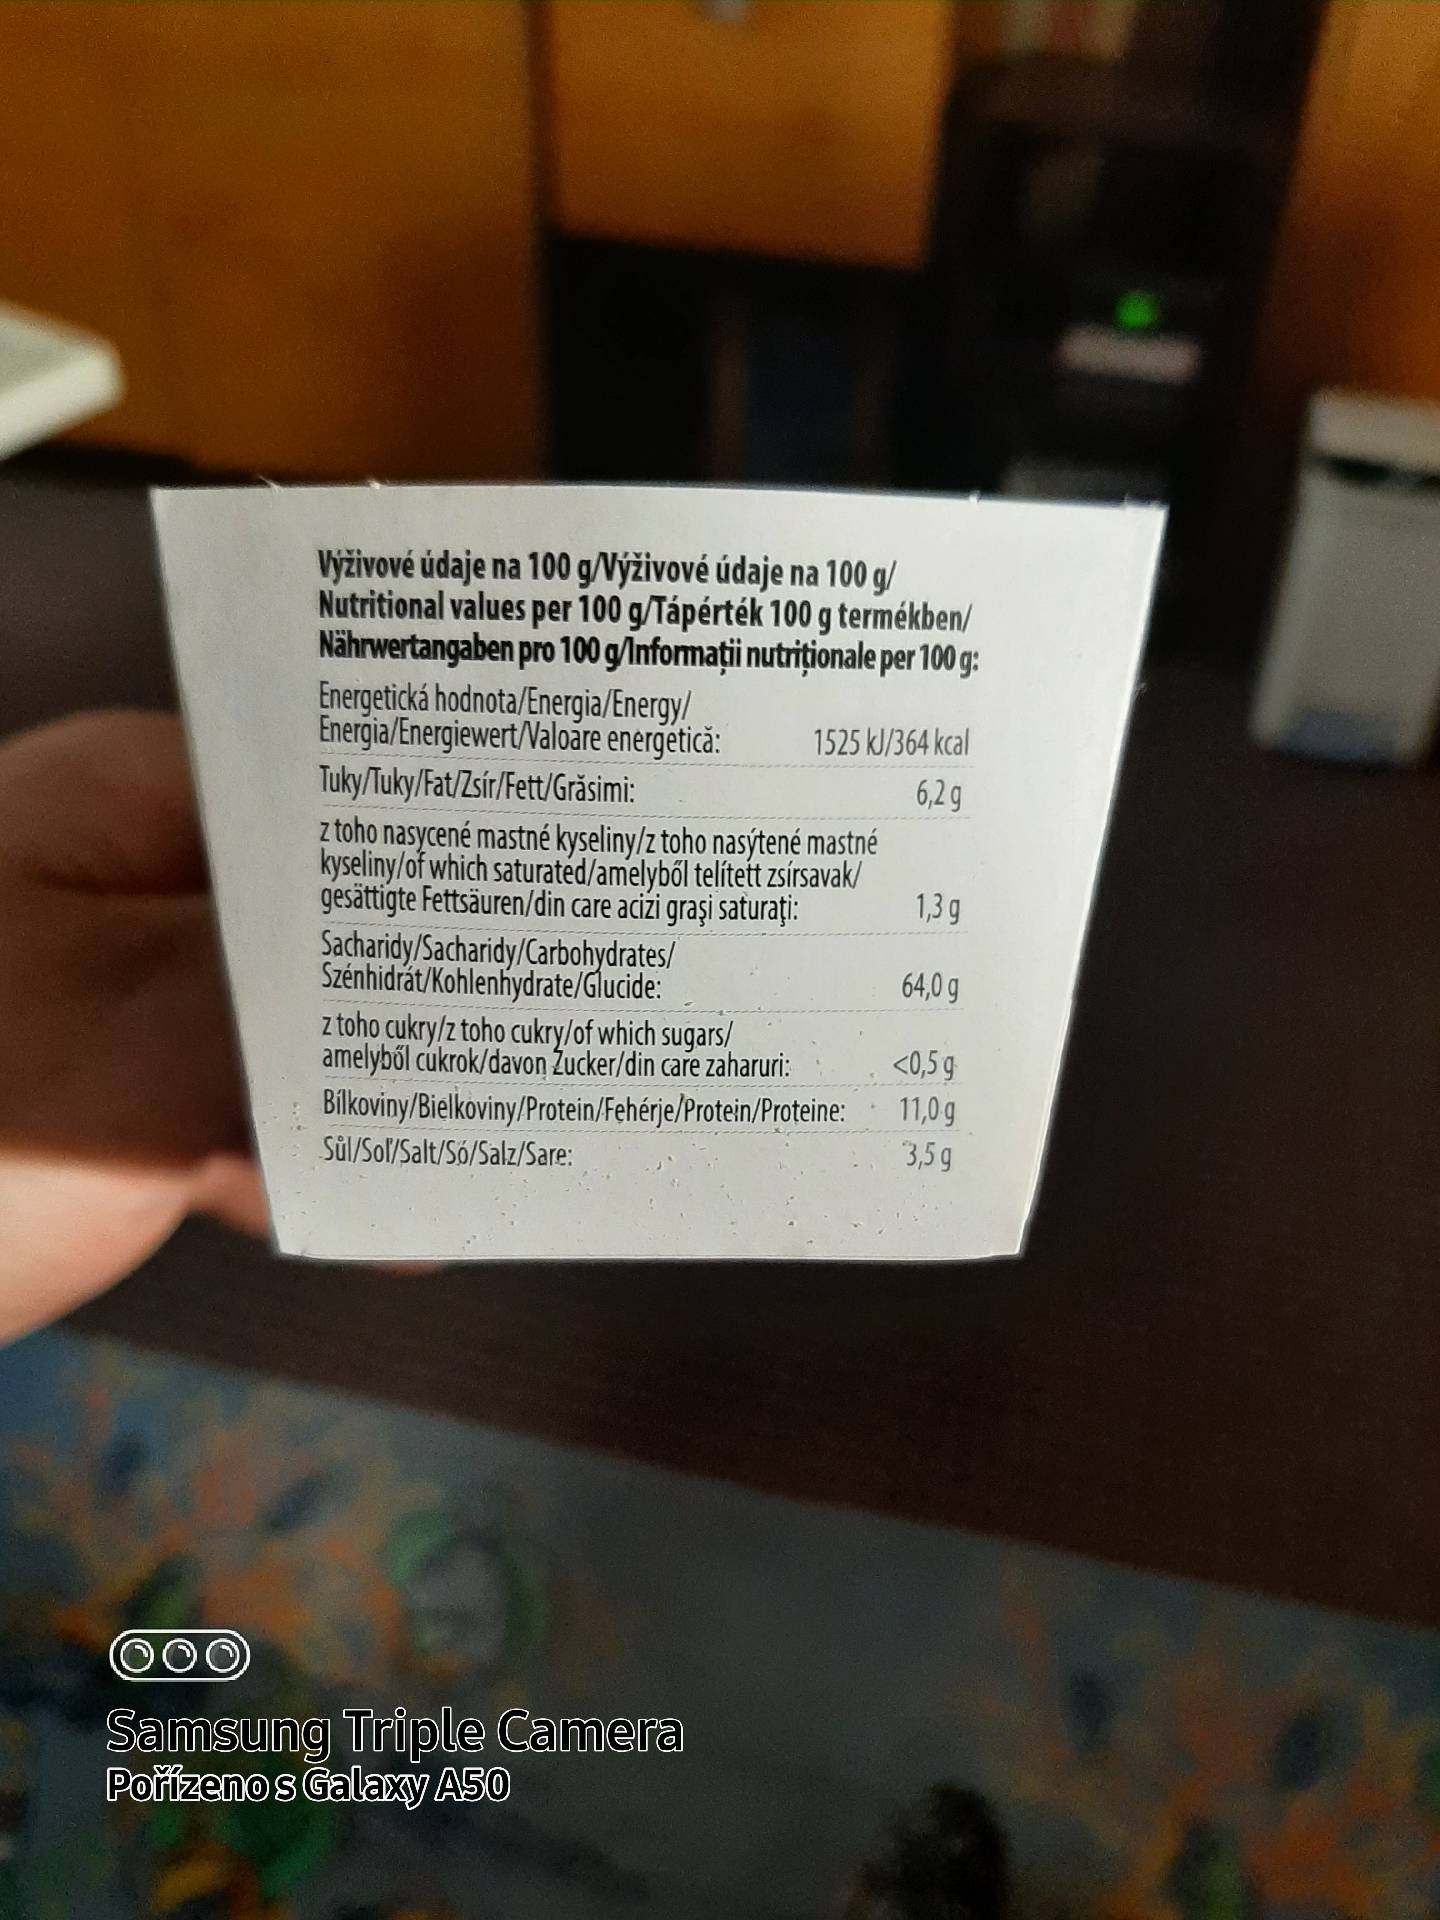 Výživové údaje na 100 g/Výživové údaje na 100 g/
Nutritional values per 100 g/Tápérték 100 g termékben/
Nährwertangaben pro 100 g/Informații nutriționale per 100 g:
Energetická hodnota/Energia/Energy/
Energia/Energiewert/Valoare energetică: 1525 kJ/364 kcal
Tuky/Tuky/Fat/Zsír/Fett/Grăsimi: 6,2 g
z toho nasycené mastné kyseliny/z toho nasýtené mastné
kyseliny/of which saturated/amelyből telített zsírsavak/
gesättigte Fettsäuren/din care acizi grași saturați: 1,3 g
Sacharidy/Sacharidy/Carbohydrates/
Szénhidrát/Kohlenhydrate/Glucide: 64,0 g
z toho cukry/z toho cukry/of which sugars/
amelyből cukrok/davon Zucker/din care zaharuri: <0,5 g
Bílkoviny/Bielkoviny/Protein/Fehérje/Protein/Proteine: 11,0 g
Sůl/Soľ/Salt/Só/Salz/Sare: 3,5 g
Samsung Triple Camera
Pořízeno s Galaxy A50